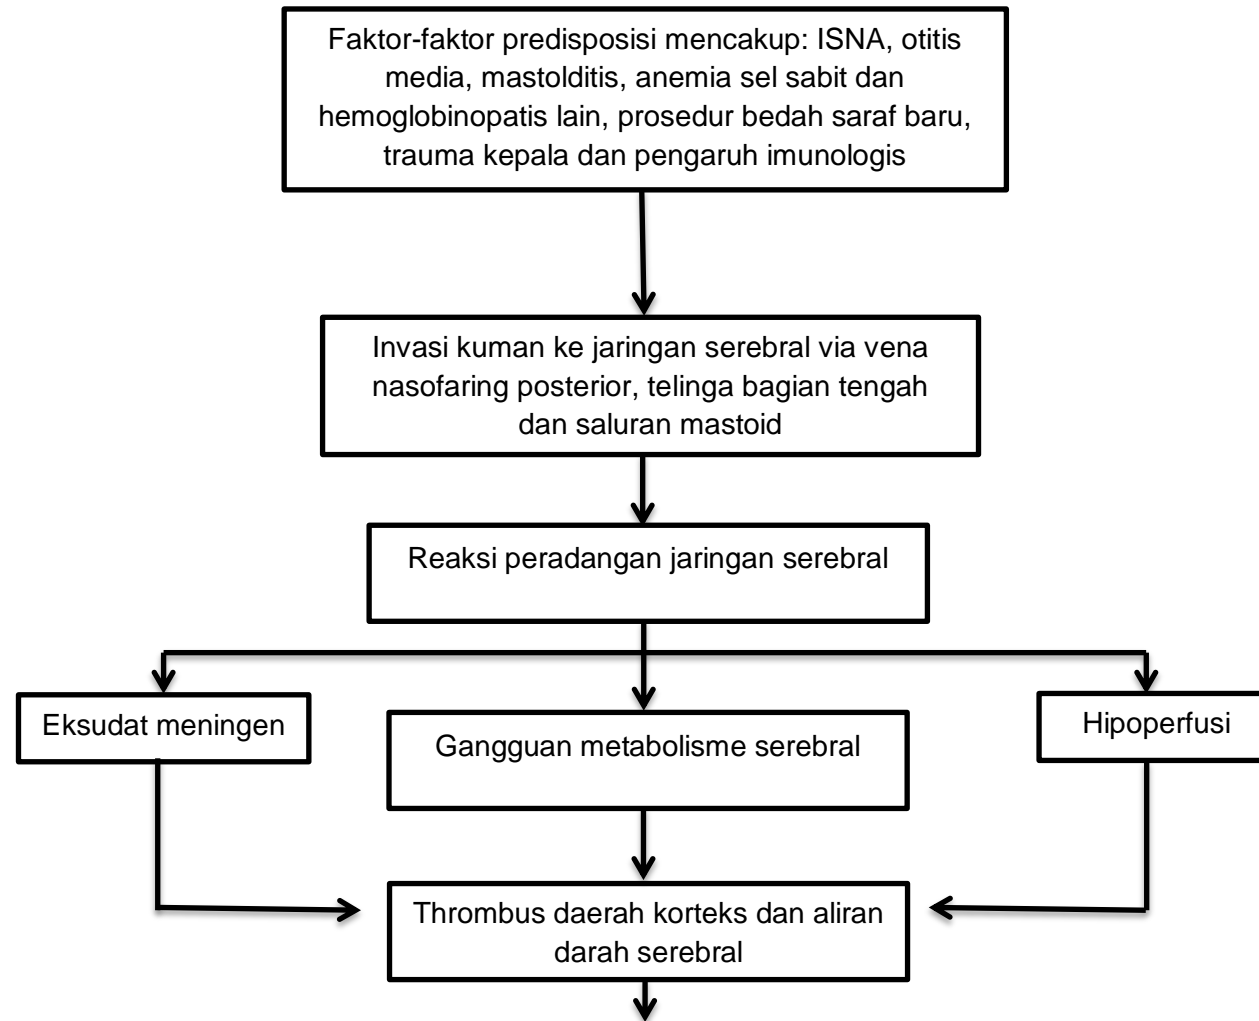 Faktor-faktor predisposisi mencakup: ISNA, otitis
media, mastolditis, anemia sel sabit dan
hemoglobinopatis lain, prosedur bedah saraf baru,
trauma kepala dan pengaruh imunologis
Invasi kuman ke jaringan serebral via vena
nasofaring posterior, telinga bagian tengah
dan saluran mastoid
Reaksi peradangan jaringan serebral
Eksudat meningen
Gangguan metabolisme serebral
Hipoperfusi
Thrombus daerah korteks dan aliran
darah serebral